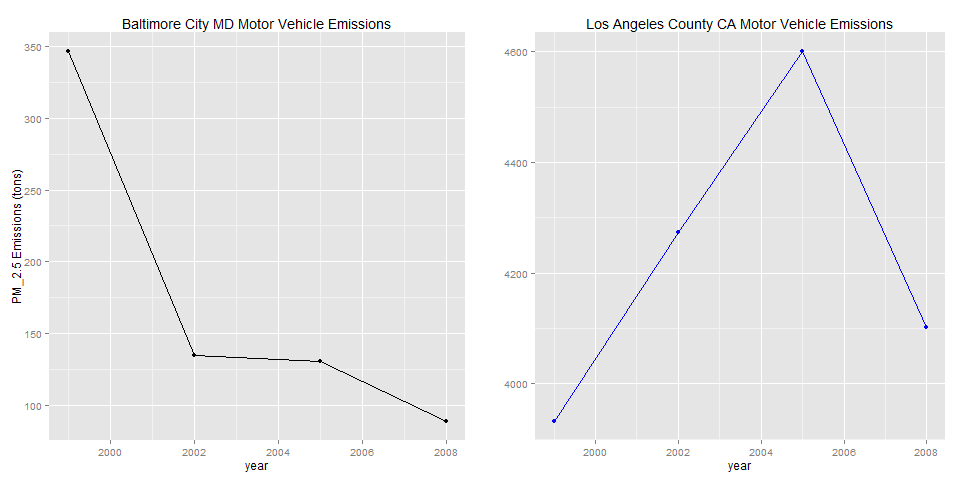 Baltimore City MD Motor Vehicle Emissions
PM_2.5 Emissions (tons)
350
300
250
200
150
100
2000 2002 2004 2006 2008
year
Los Angeles County CA Motor Vehicle Emissions
4600
4400
4200
4000
2000 2002 2004 2006 2008
year